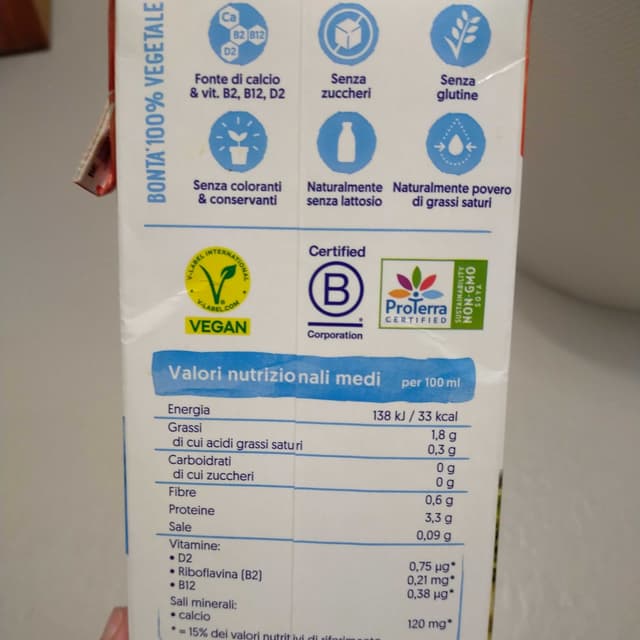 BONTÀ 100% VEGETALE
Ca
B2 B12
D2
Fonte di calcio
& vit. B2, B12, D2
Senza
zuccheri
Senza
glutine
Senza coloranti
& conservanti
Naturalmente
senza lattosio
Naturalmente povero
di grassi saturi
V-LABEL INTERNATIONAL
V-LABEL.COM
VEGAN
Certified
B
Corporation
ProTerra
CERTIFIED
SUSTAINABILITY
NON-GMO
SOYA
Valori nutrizionali medi per 100 ml
Energia 138 kJ / 33 kcal
Grassi 1,8 g
di cui acidi grassi saturi 0,3 g
Carboidrati 0 g
di cui zuccheri 0 g
Fibre 0,6 g
Proteine 3,3 g
Sale 0,09 g
Vitamine:
• D2 0,75 µg*
• Riboflavina (B2) 0,21 mg*
• B12 0,38 µg*
Sali minerali:
• calcio 120 mg*
* = 15% dei valori nutritivi di riferimento